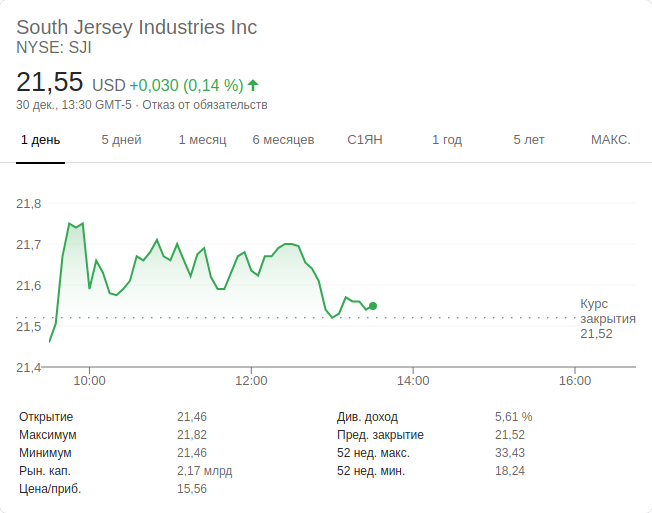 South Jersey Industries Inc
NYSE: SJI
21,55 USD +0,030 (0,14 %)
30 дек., 13:30 GMT-5 · Отказ от обязательств
1 день 5 дней 1 месяц 6 месяцев С1ЯН 1 год 5 лет МАКС.
21,8
21,7
21,6
21,5
21,4
Курс
закрытия
21,52
10:00 12:00 14:00 16:00
Открытие 21,46 Див. доход 5,61 %
Максимум 21,82 Пред. закрытие 21,52
Минимум 21,46 52 нед. макс. 33,43
Рын. кап. 2,17 млрд 52 нед. мин. 18,24
Цена/приб. 15,56